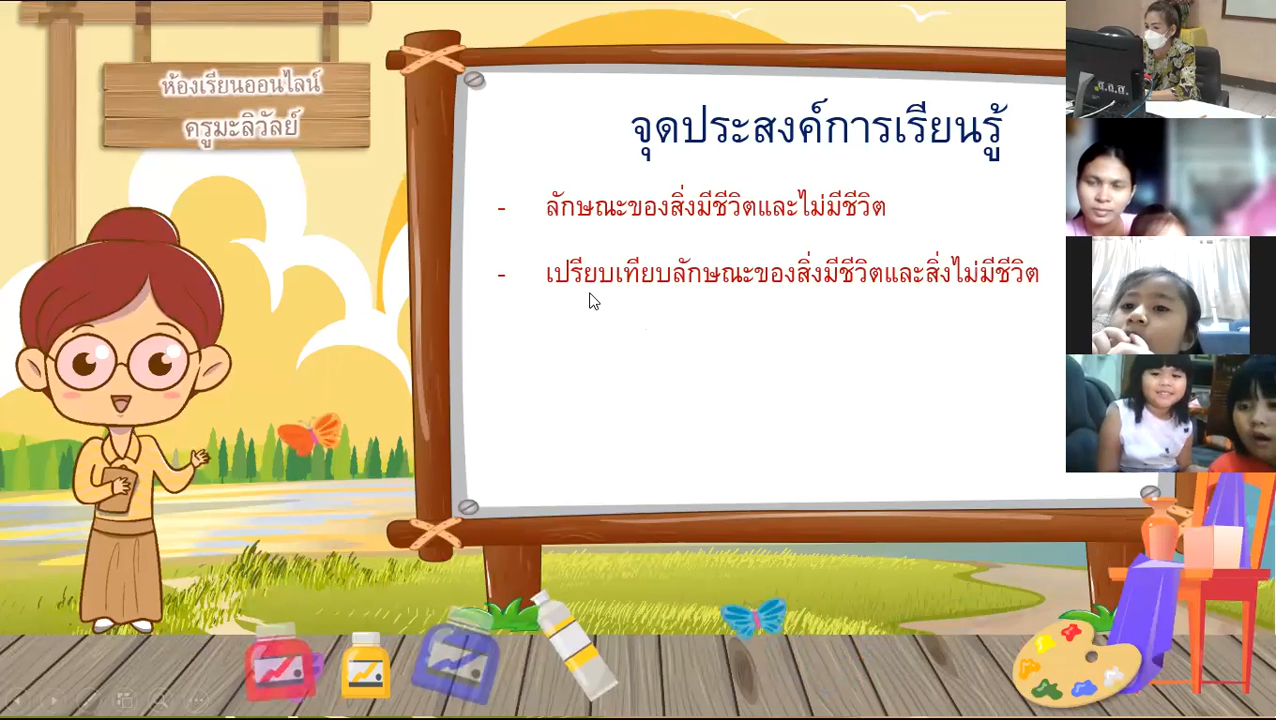 ห้องเรียนออนไลน์
ครูมะลิวัลย์
จุดประสงค์การเรียนรู้
- ลักษณะของสิ่งมีชีวิตและไม่มีชีวิต
- เปรียบเทียบลักษณะของสิ่งมีชีวิตและสิ่งไม่มีชีวิต
ส.ถ.ส.